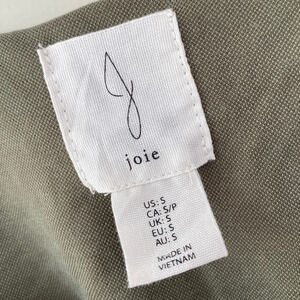 joie
US: S
CA: S/P
UK: S
EU: S
AU: S
MADE IN
VIETNAM